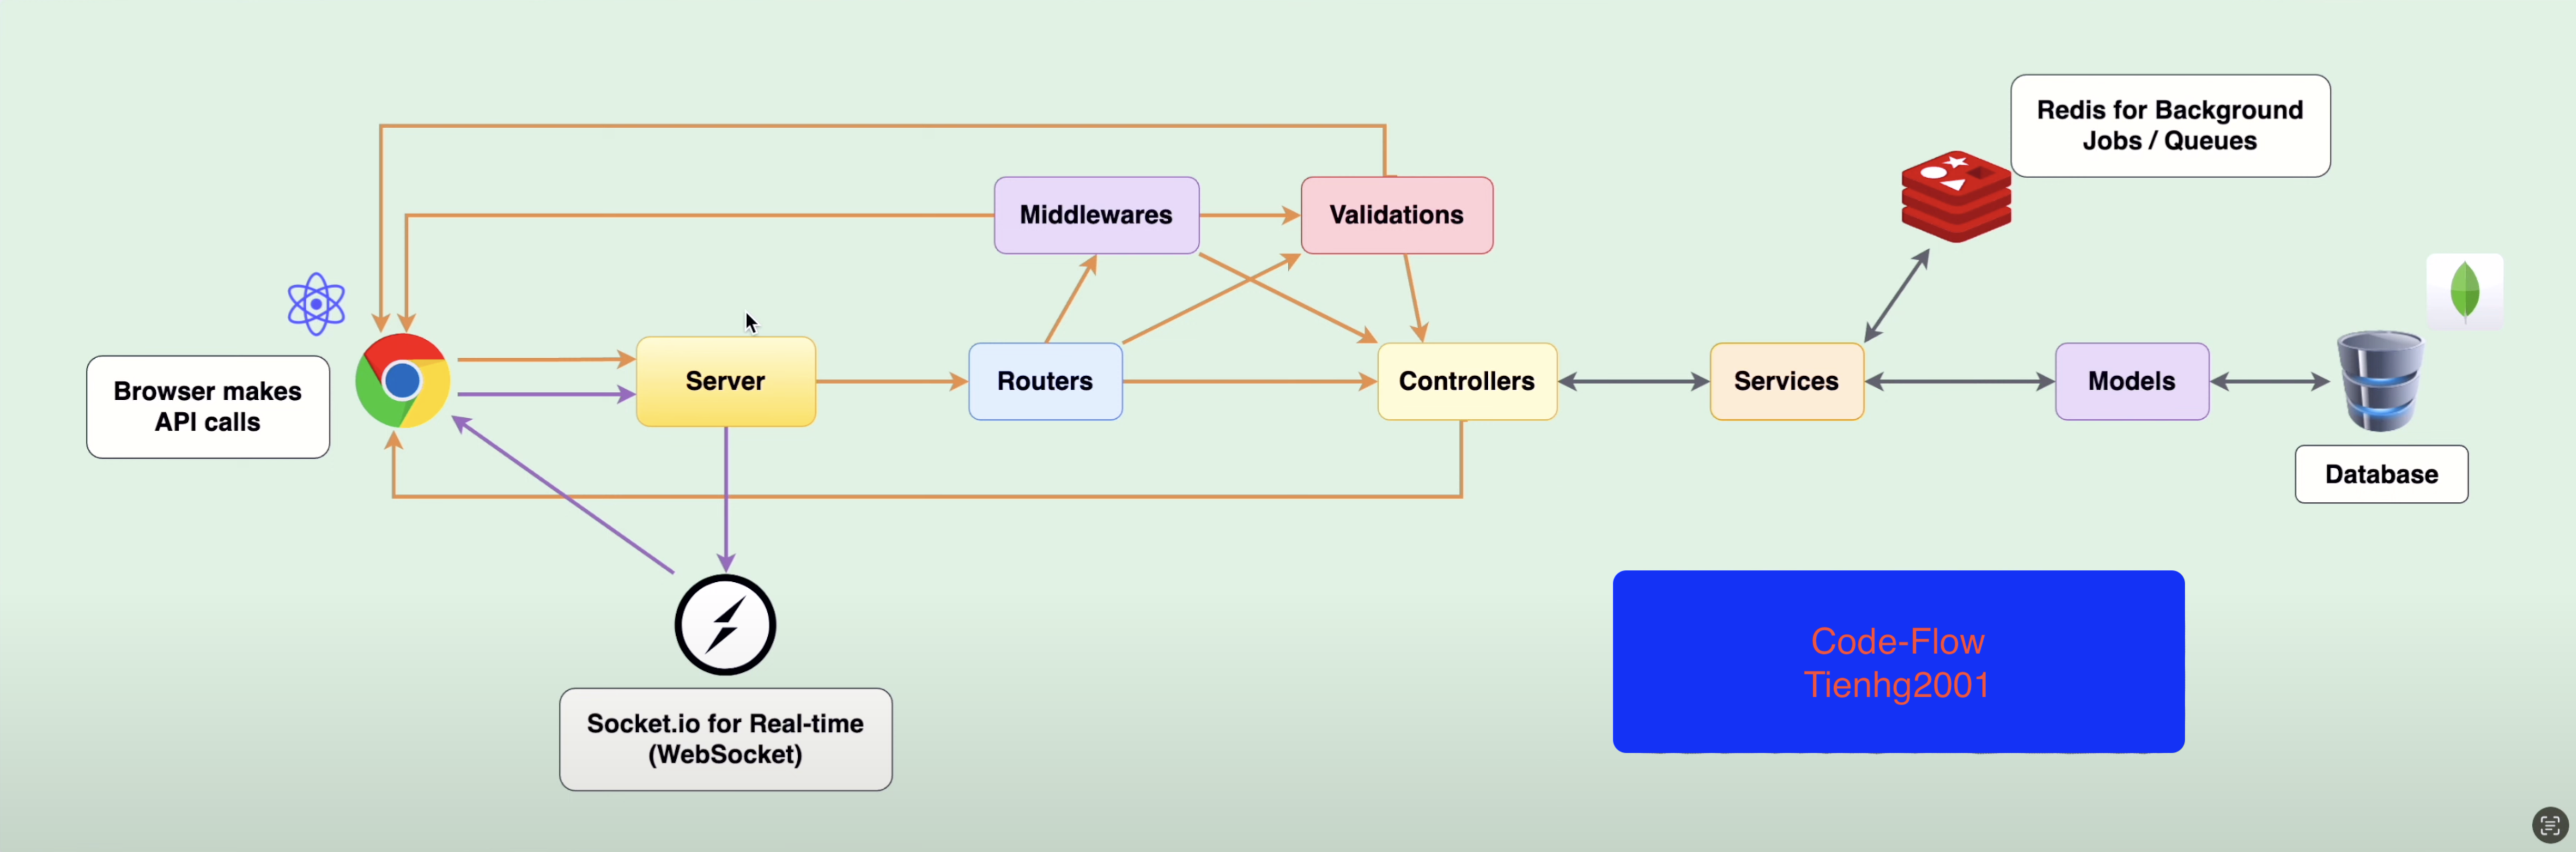 Redis for Background
Jobs / Queues
Middlewares
Validations
Browser makes
API calls
Server
Routers
Controllers
Services
Models
Database
Socket.io for Real-time
(WebSocket)
Code-Flow
Tienhg2001